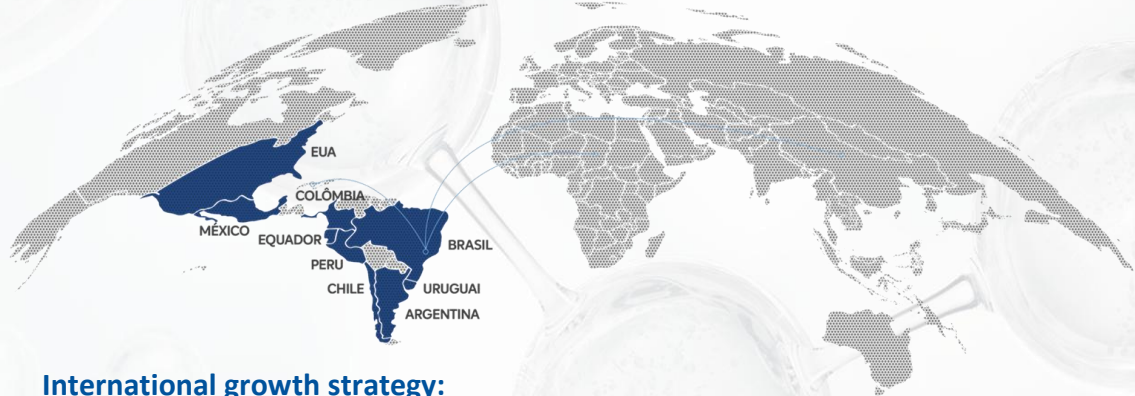 EUA
COLÔMBIA
MÉXICO
EQUADOR
BRASIL
PERU
CHILE
URUGUAI
ARGENTINA
International growth strategy: